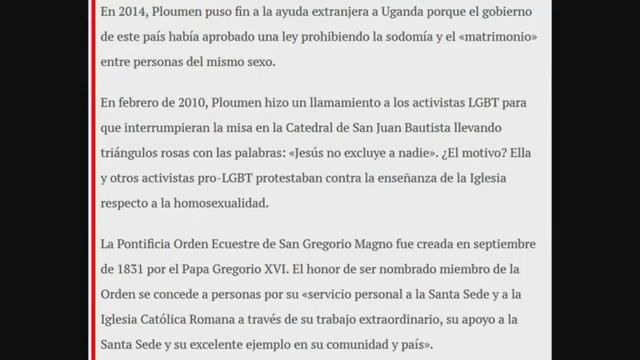 En 2014, Ploumen puso fin a la ayuda extranjera a Uganda porque el gobierno
de este país había aprobado una ley prohibiendo la sodomía y el «matrimonio»
entre personas del mismo sexo.
En febrero de 2010, Ploumen hizo un llamamiento a los activistas LGBT para
que interrumpieran la misa en la Catedral de San Juan Bautista llevando
triángulos rosas con las palabras: «Jesús no excluye a nadie». ¿El motivo? Ella
y otros activistas pro-LGBT protestaban contra la enseñanza de la Iglesia
respecto a la homosexualidad.
La Pontificia Orden Ecuestre de San Gregorio Magno fue creada en septiembre
de 1831 por el Papa Gregorio XVI. El honor de ser nombrado miembro de la
Orden se concede a personas por su «servicio personal a la Santa Sede y a la
Iglesia Católica Romana a través de su trabajo extraordinario, su apoyo a la
Santa Sede y su excelente ejemplo en su comunidad y país».